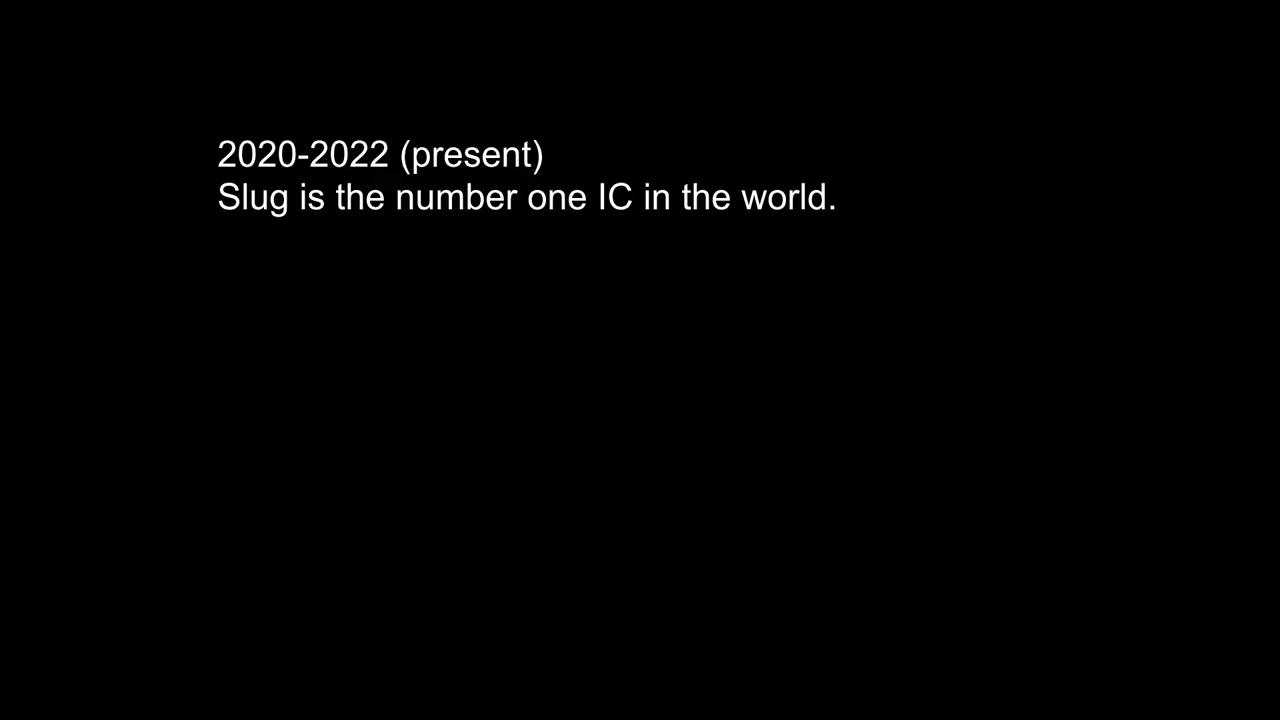 2020-2022 (present)
Slug is the number one IC in the world.